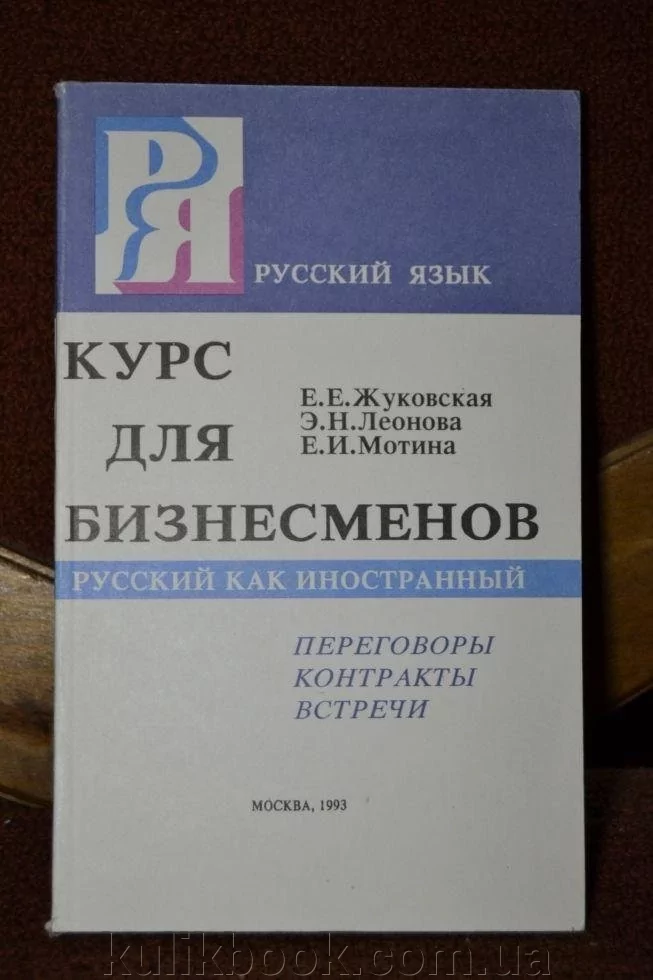 РЯ
РУССКИЙ ЯЗЫК
КУРС
ДЛЯ
БИЗНЕСМЕНОВ
Е.Е.Жуковская
Э.Н.Леонова
Е.И.Мотина
РУССКИЙ КАК ИНОСТРАННЫЙ
ПЕРЕГОВОРЫ
КОНТРАКТЫ
ВСТРЕЧИ
МОСКВА, 1993
kulikbook.com.ua